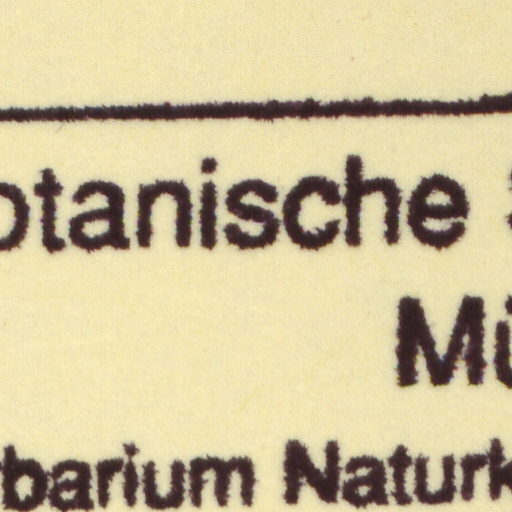 otanische
Mü
rbarium Naturk